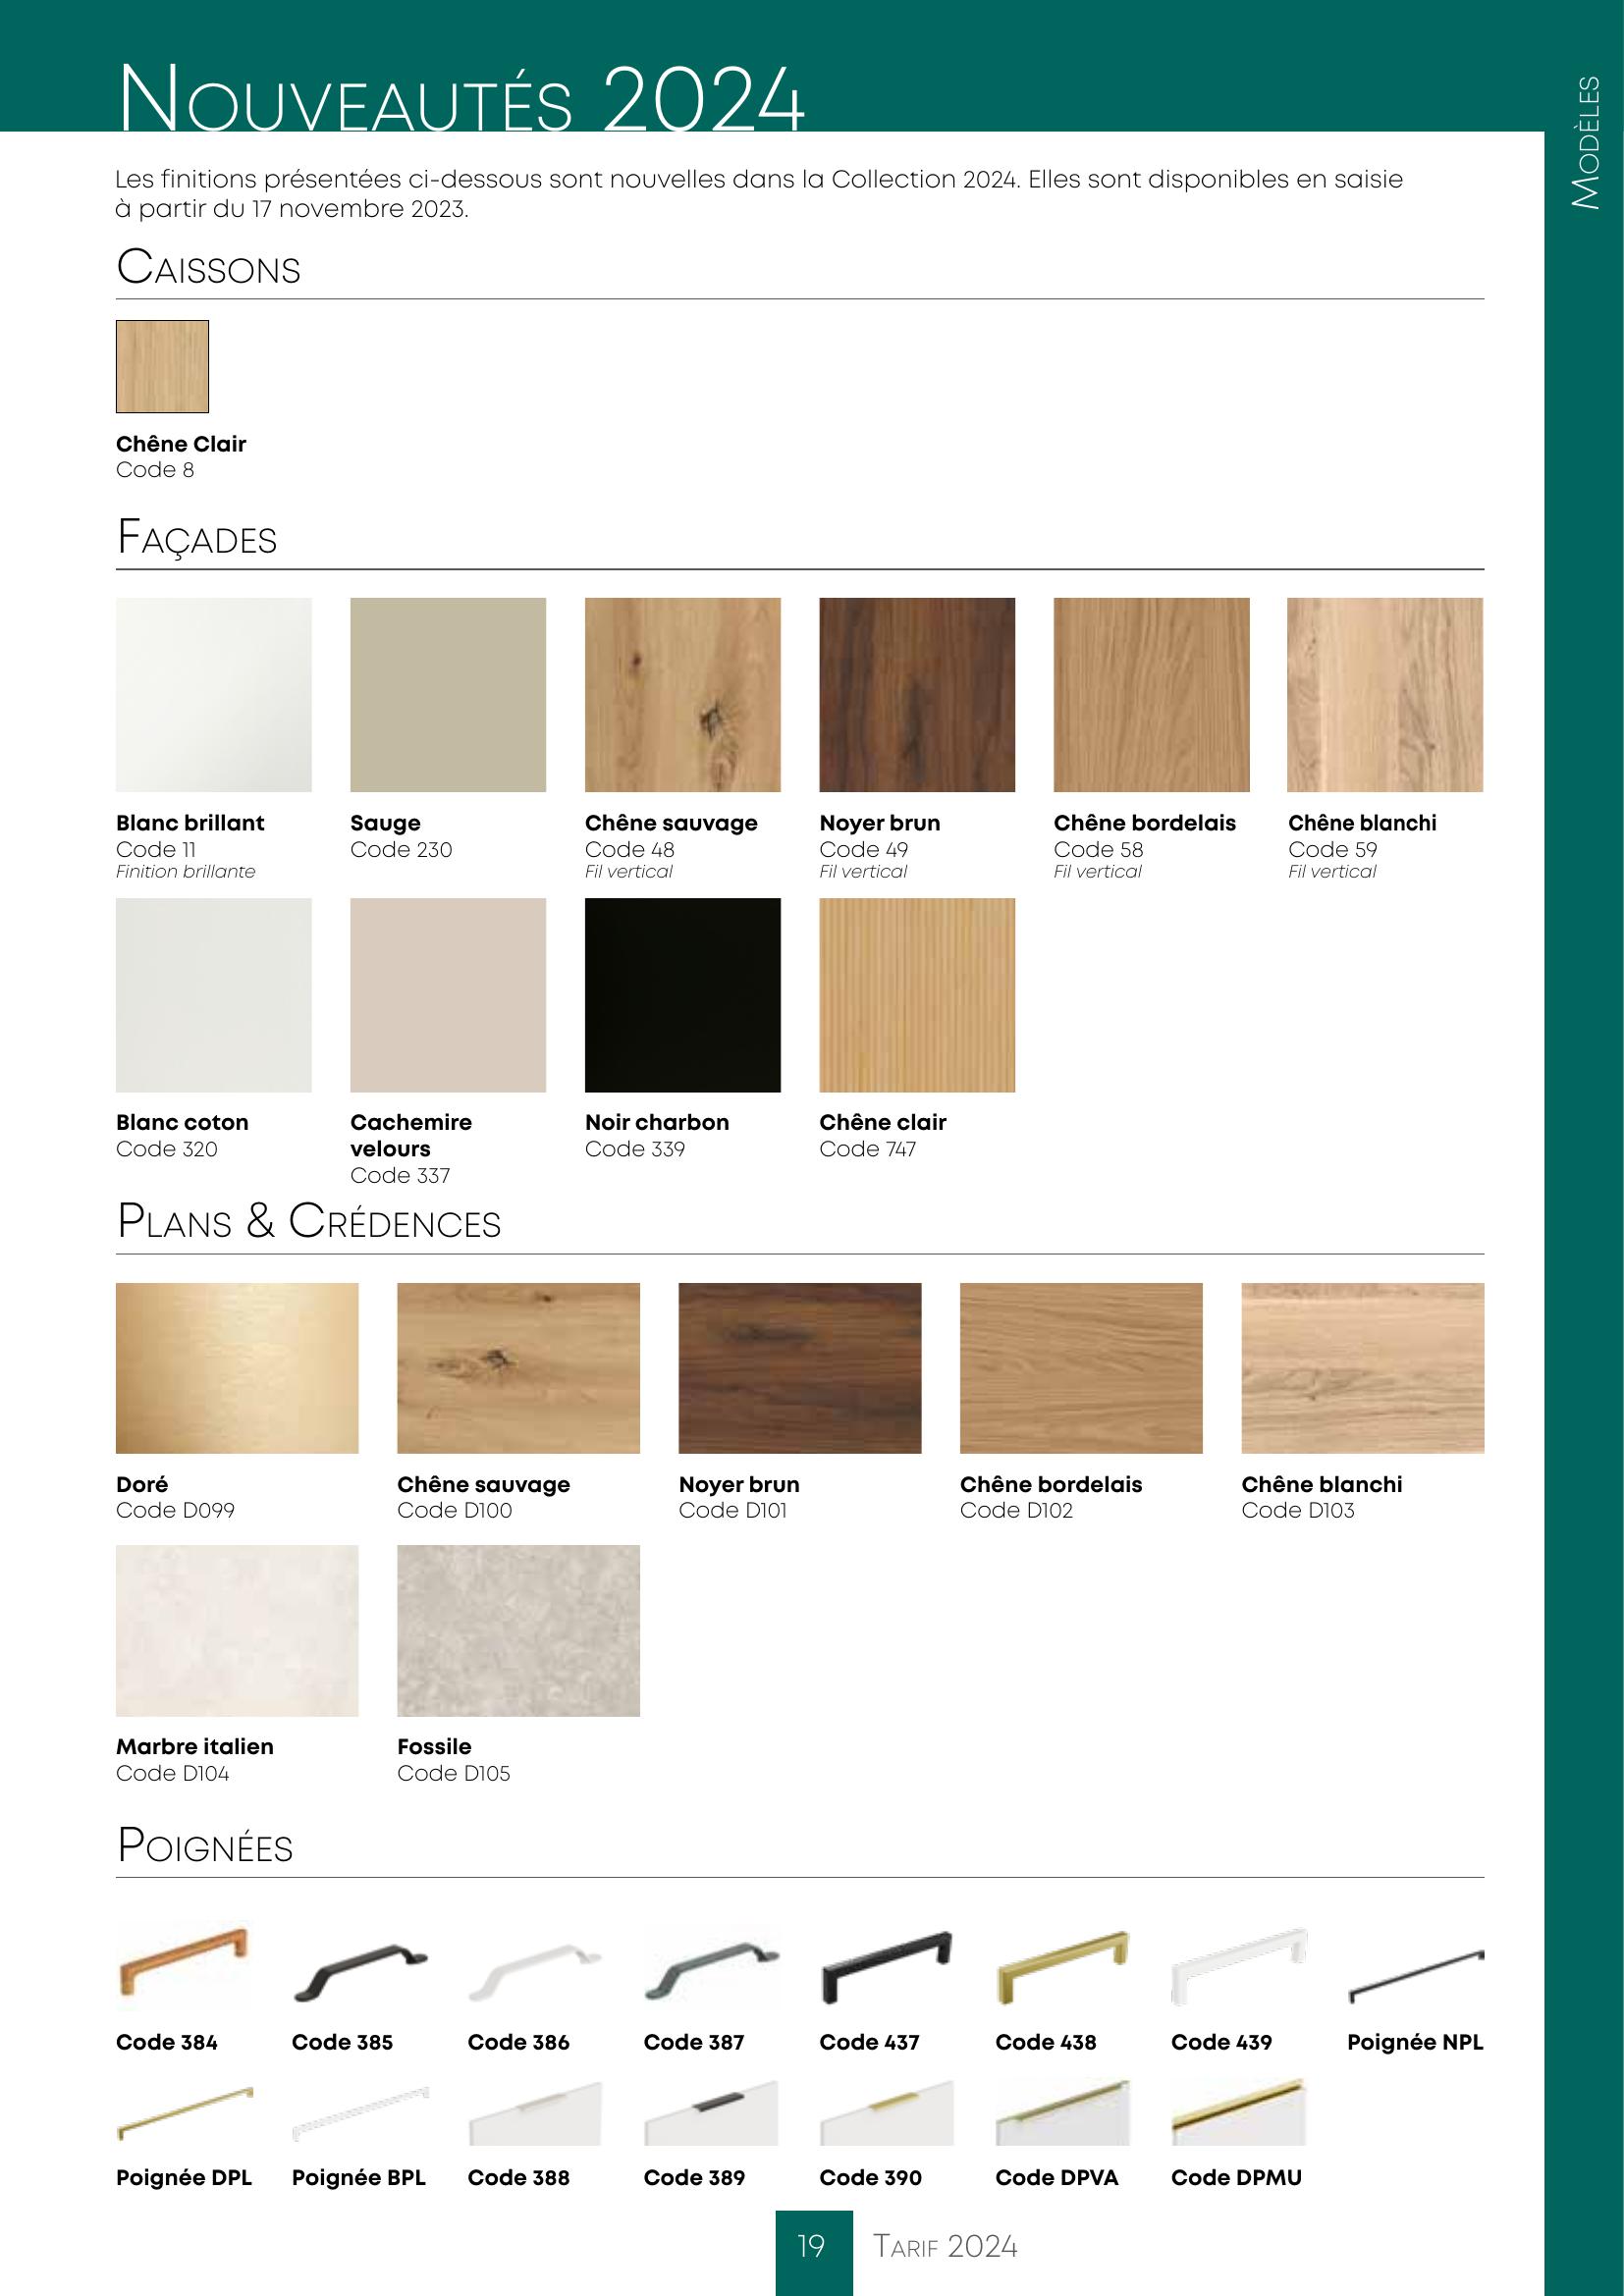 Nouveautés 2024
Modèles
Les finitions présentées ci-dessous sont nouvelles dans la Collection 2024. Elles sont disponibles en saisie
à partir du 17 novembre 2023.
Caissons
Chêne Clair
Code 8
Façades
Blanc brillant
Code 11
Finition brillante
Sauge
Code 230
Chêne sauvage
Code 48
Fil vertical
Noyer brun
Code 49
Fil vertical
Chêne bordelais
Code 58
Fil vertical
Chêne blanchi
Code 59
Fil vertical
Blanc coton
Code 320
Cachemire
velours
Code 337
Noir charbon
Code 339
Chêne clair
Code 747
Plans & Crédences
Doré
Code D099
Chêne sauvage
Code D100
Noyer brun
Code D101
Chêne bordelais
Code D102
Chêne blanchi
Code D103
Marbre italien
Code D104
Fossile
Code D105
Poignées
Code 384
Code 385
Code 386
Code 387
Code 437
Code 438
Code 439
Poignée NPL
Poignée DPL
Poignée BPL
Code 388
Code 389
Code 390
Code DPVA
Code DPMU
19
Tarif 2024